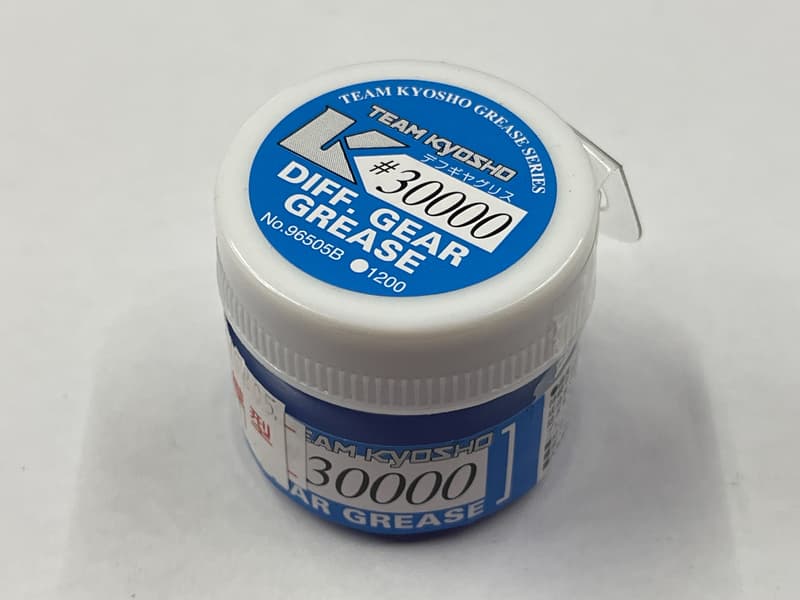 TEAM KYOSHO GREASE SERIES
TEAM KYOSHO
デフギヤグリス
#30000
DIFF. GEAR
GREASE
No.96505B ●1200
TEAM KYOSHO
30000
AR GREASE